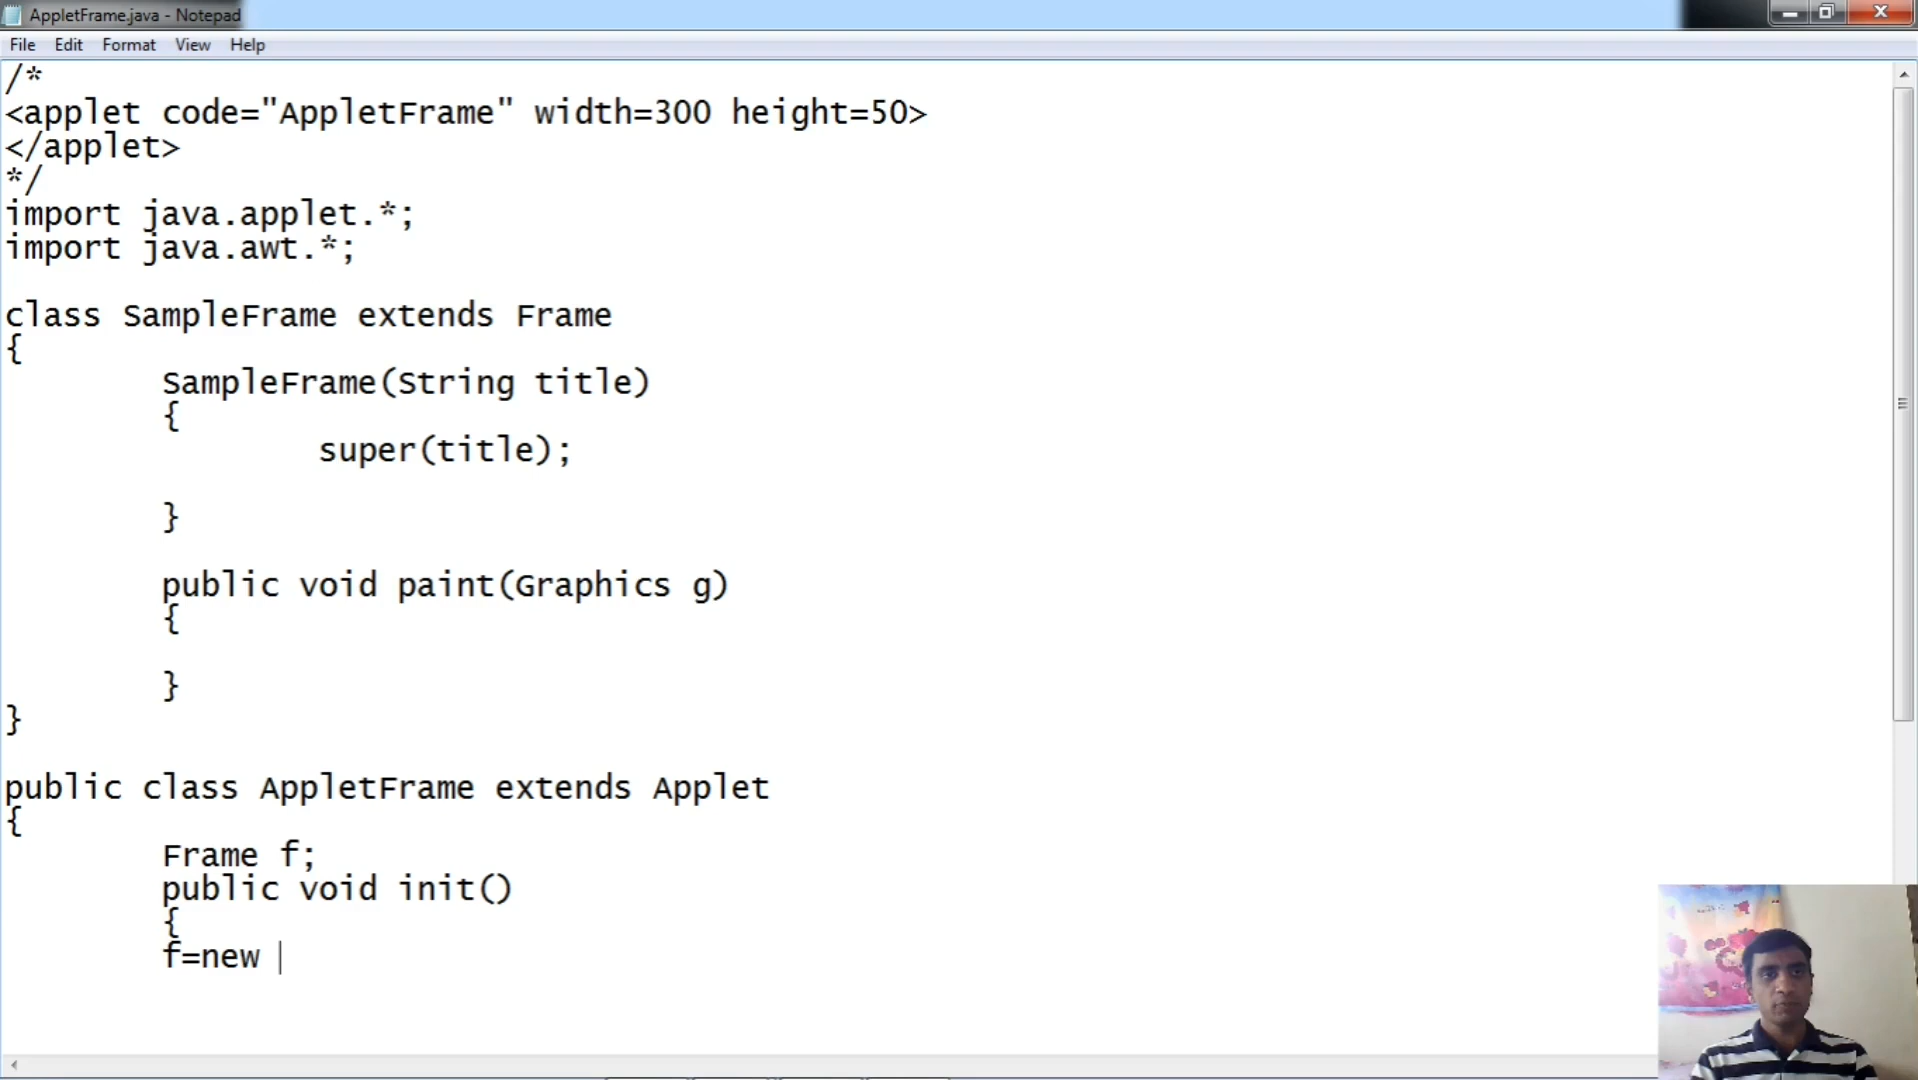 AppletFrame.java - Notepad
File Edit Format View Help
/*
<applet code="AppletFrame" width=300 height=50>
</applet>
*/
import java.applet.*;
import java.awt.*;
class SampleFrame extends Frame
{
SampleFrame(String title)
{
super(title);
}
public void paint(Graphics g)
{
}
}
public class AppletFrame extends Applet
{
Frame f;
public void init()
{
f=new